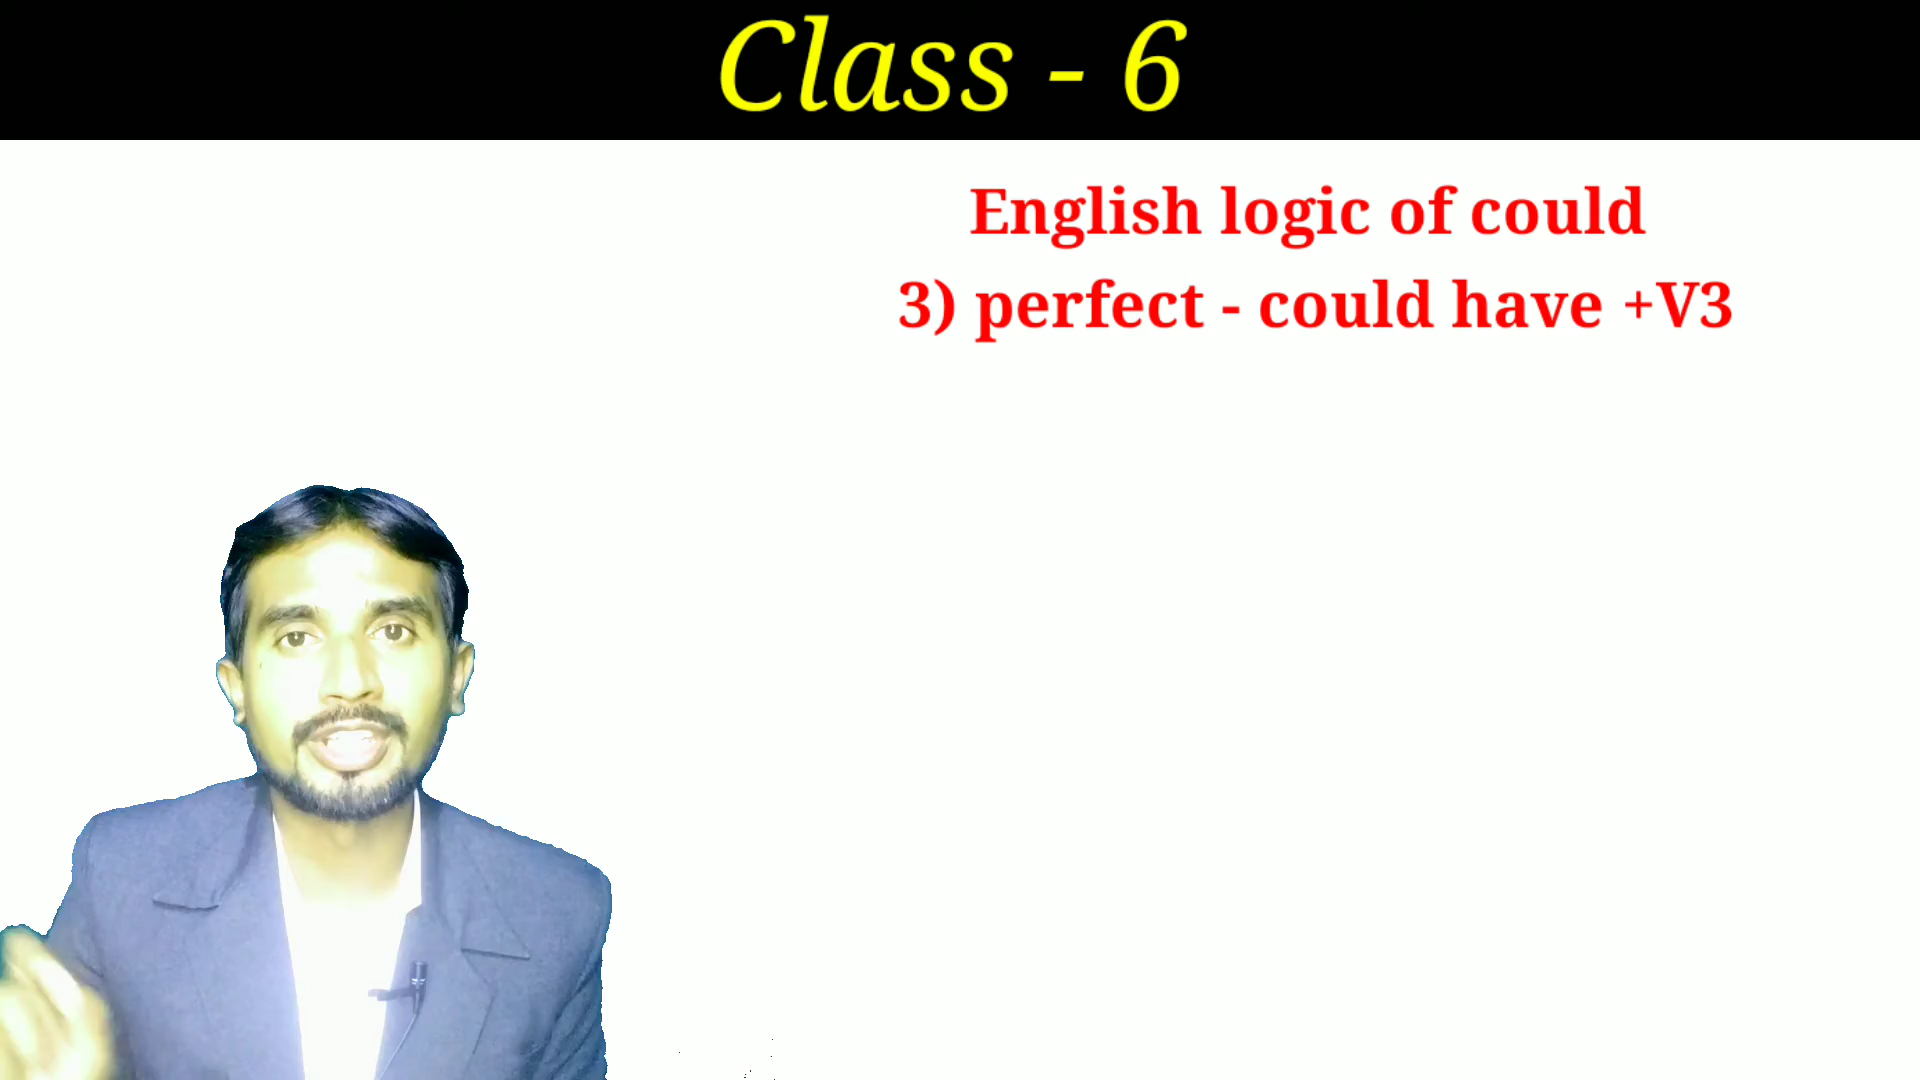 Class - 6
English logic of could
3) perfect - could have +V3